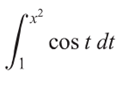 ∫₁^{x²} cos t dt